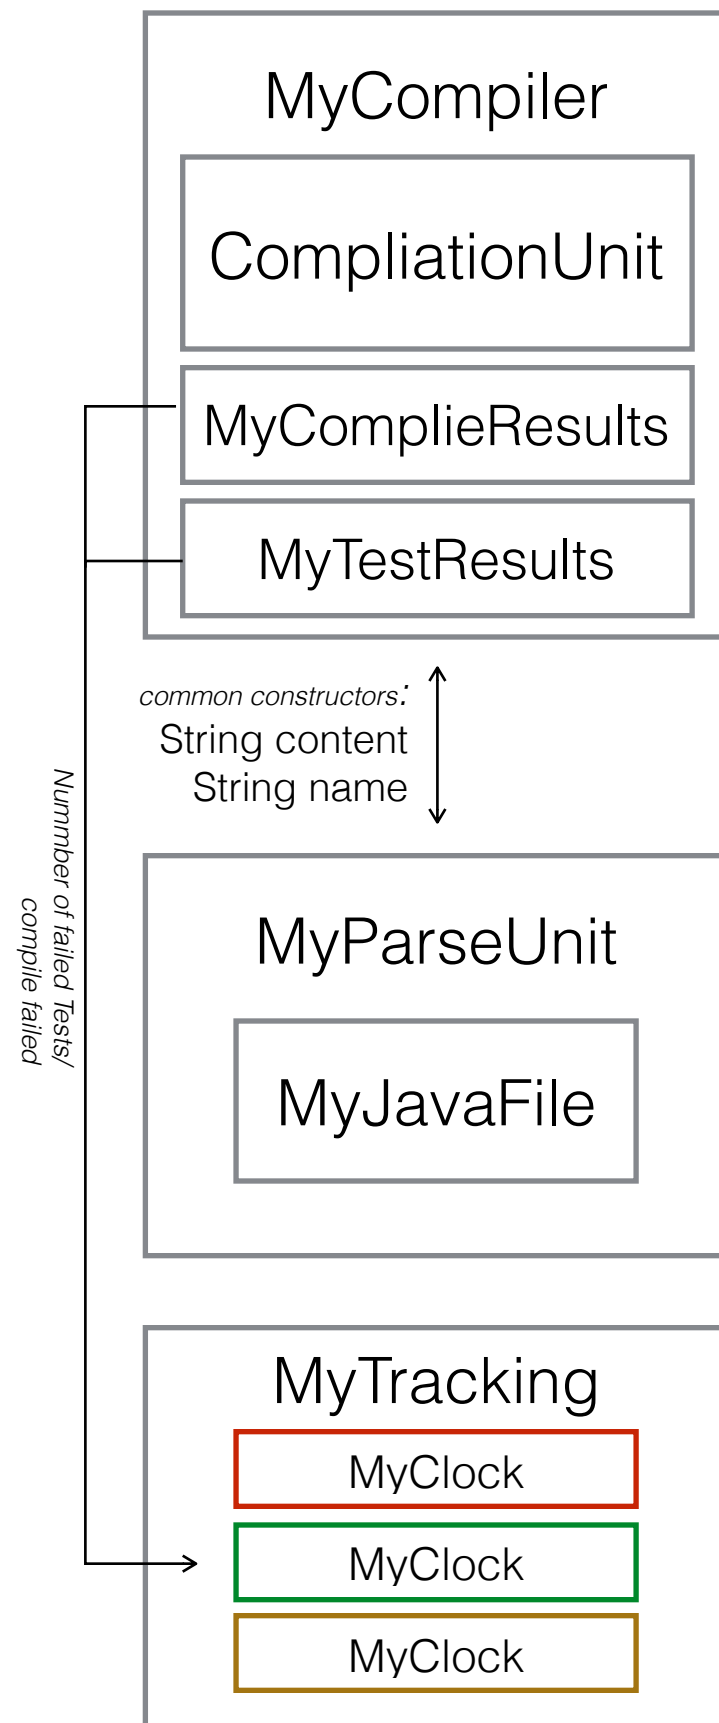 MyCompiler
CompliationUnit
MyComplieResults
MyTestResults
common constructors:
String content
String name
Nummber of failed Tests/
compile failed
MyParseUnit
MyJavaFile
MyTracking
MyClock
MyClock
MyClock